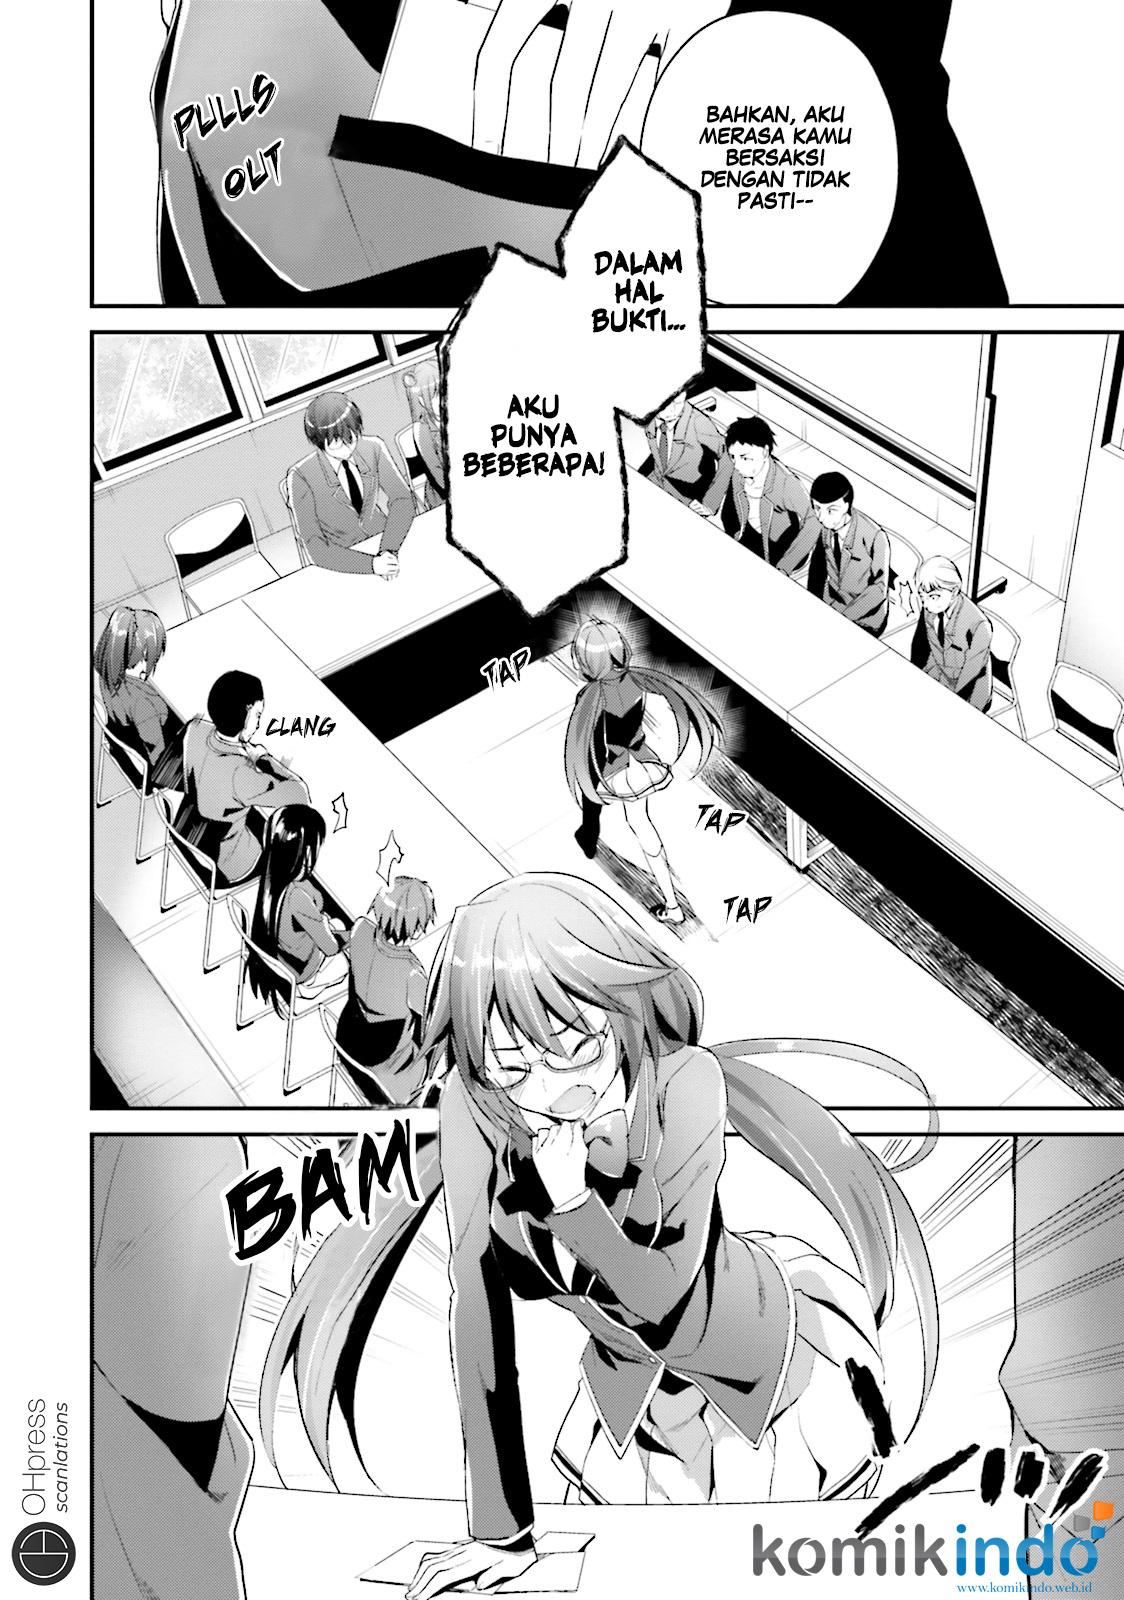 BAHKAN, AKU
MERASA KAMU
BERSAKSI
DENGAN TIDAK
PASTI--
PULLS
OUT
DALAM
HAL
BUKTI...
AKU
PUNYA
BEBERAPA!
TAP
CLANG
TAP
TAP
BAM
OHpress
scanlations
komikindo
www.komikindo.web.id